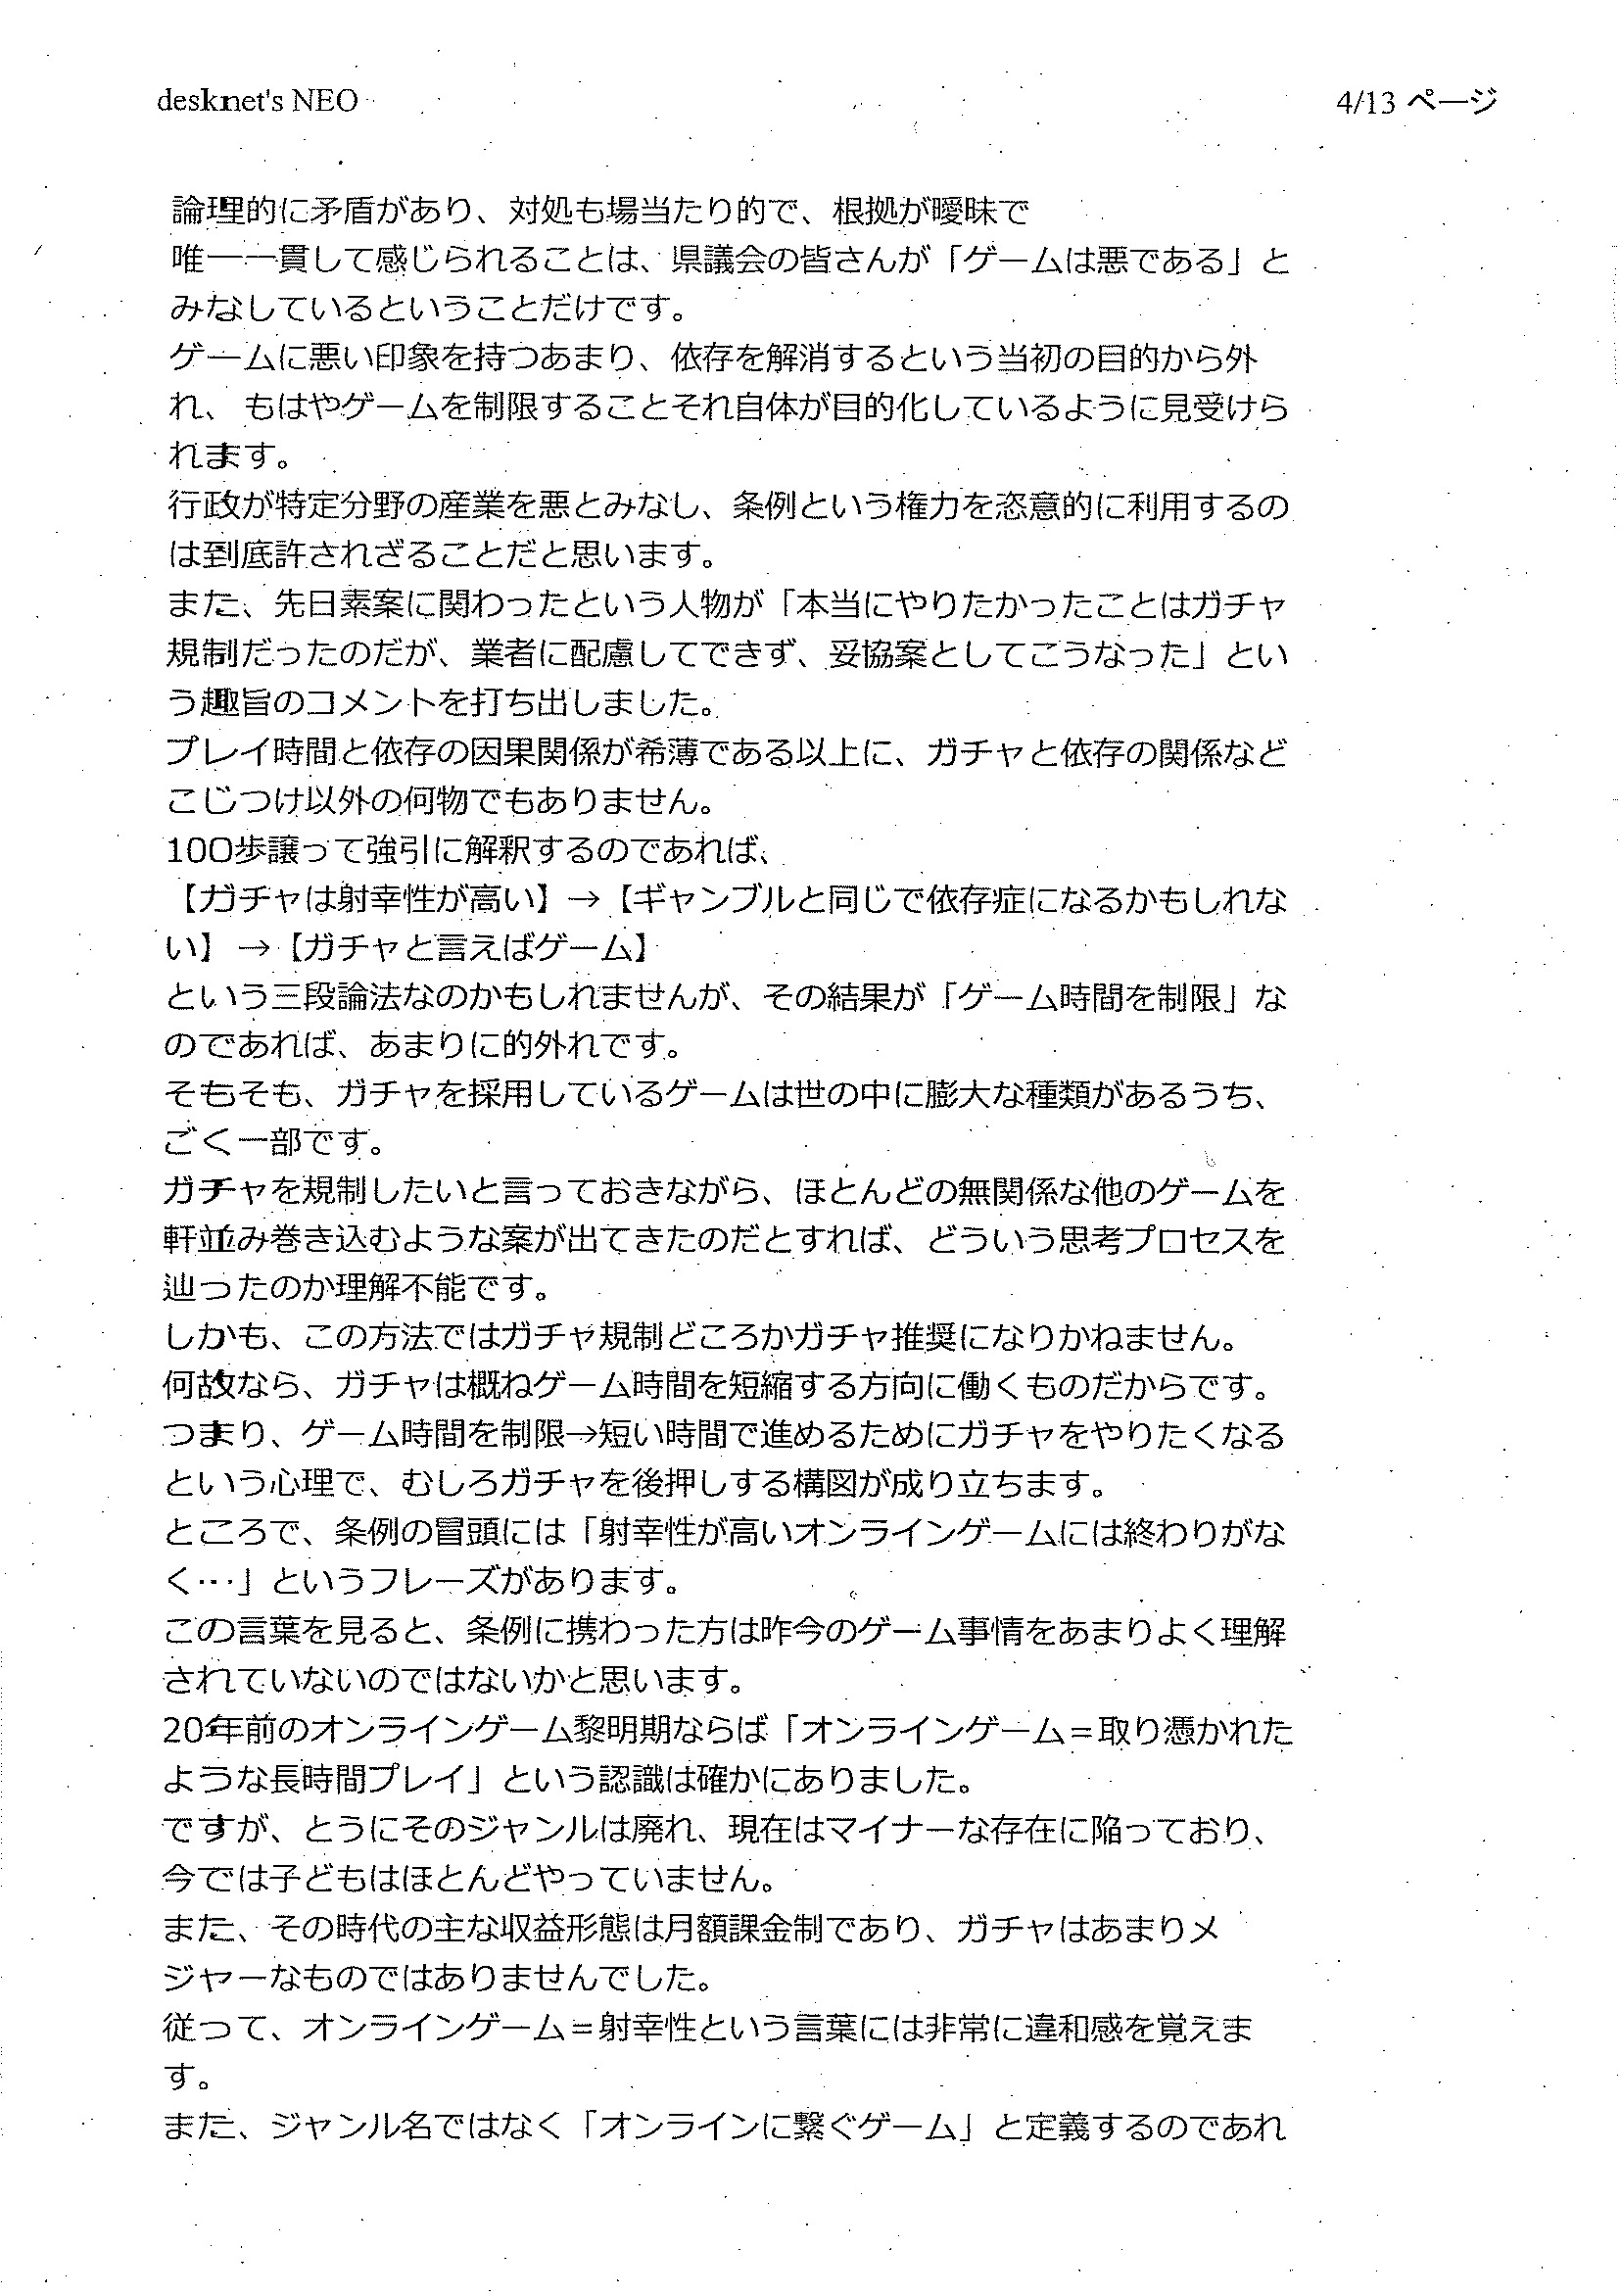 desknet's NEO
4/13 ページ
論理的に矛盾があり、対処も場当たり的で、根拠が曖昧で
唯一一貫して感じられることは、県議会の皆さんが「ゲームは悪である」と
みなしているということだけです。
ゲームに悪い印象を持つあまり、依存を解消するという当初の目的から外
れ、もはやゲームを制限することそれ自体が目的化しているように見受けら
れます。
行政が特定分野の産業を悪とみなし、条例という権力を恣意的に利用するの
は到底許されざることだと思います。
また、先日素案に関わったという人物が「本当にやりたかったことはガチャ
規制だったのだが、業者に配慮してできず、妥協案としてこうなった」とい
う趣旨のコメントを打ち出しました。
プレイ時間と依存の因果関係が希薄である以上に、ガチャと依存の関係など
こじつけ以外の何物でもありません。
100歩譲って強引に解釈するのであれば、
【ガチャは射幸性が高い】→【ギャンブルと同じで依存症になるかもしれな
い】→【ガチャと言えばゲーム】
という三段論法なのかもしれませんが、その結果が「ゲーム時間を制限」な
のであれば、あまりに的外れです。
そもそも、ガチャを採用しているゲームは世の中に膨大な種類があるうち、
ごく一部です。
ガチャを規制したいと言っておきながら、ほとんどの無関係な他のゲームを
軒並み巻き込むような案が出てきたのだとすれば、どういう思考プロセスを
辿ったのか理解不能です。
しかも、この方法ではガチャ規制どころかガチャ推奨になりかねません。
何故なら、ガチャは概ねゲーム時間を短縮する方向に働くものだからです。
つまり、ゲーム時間を制限→短い時間で進めるためにガチャをやりたくなる
という心理で、むしろガチャを後押しする構図が成り立ちます。
ところで、条例の冒頭には「射幸性が高いオンラインゲームには終わりがな
く…」というフレーズがあります。
この言葉を見ると、条例に携わった方は昨今のゲーム事情をあまりよく理解
されていないのではないかと思います。
20年前のオンラインゲーム黎明期ならば「オンラインゲーム＝取り憑かれた
ような長時間プレイ」という認識は確かにありました。
ですが、とうにそのジャンルは廃れ、現在はマイナーな存在に陥っており、
今では子どもはほとんどやっていません。
また、その時代の主な収益形態は月額課金制であり、ガチャはあまりメ
ジャーなものではありませんでした。
従って、オンラインゲーム＝射幸性という言葉には非常に違和感を覚えま
す。
また、ジャンル名ではなく「オンラインに繋ぐゲーム」と定義するのであれ